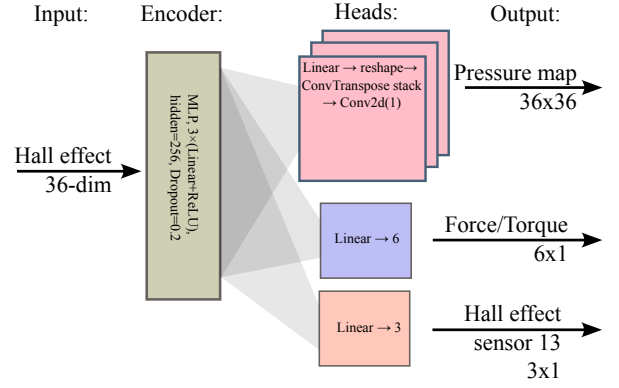 Input:
Encoder:
Heads:
Output:
Hall effect
36-dim
MLP, 3×(Linear+ReLU),
hidden=256, Dropout=0.2
Linear → reshape→
ConvTranspose stack
→ Conv2d(1)
Pressure map
36x36
Linear → 6
Force/Torque
6x1
Linear → 3
Hall effect
sensor 13
3x1